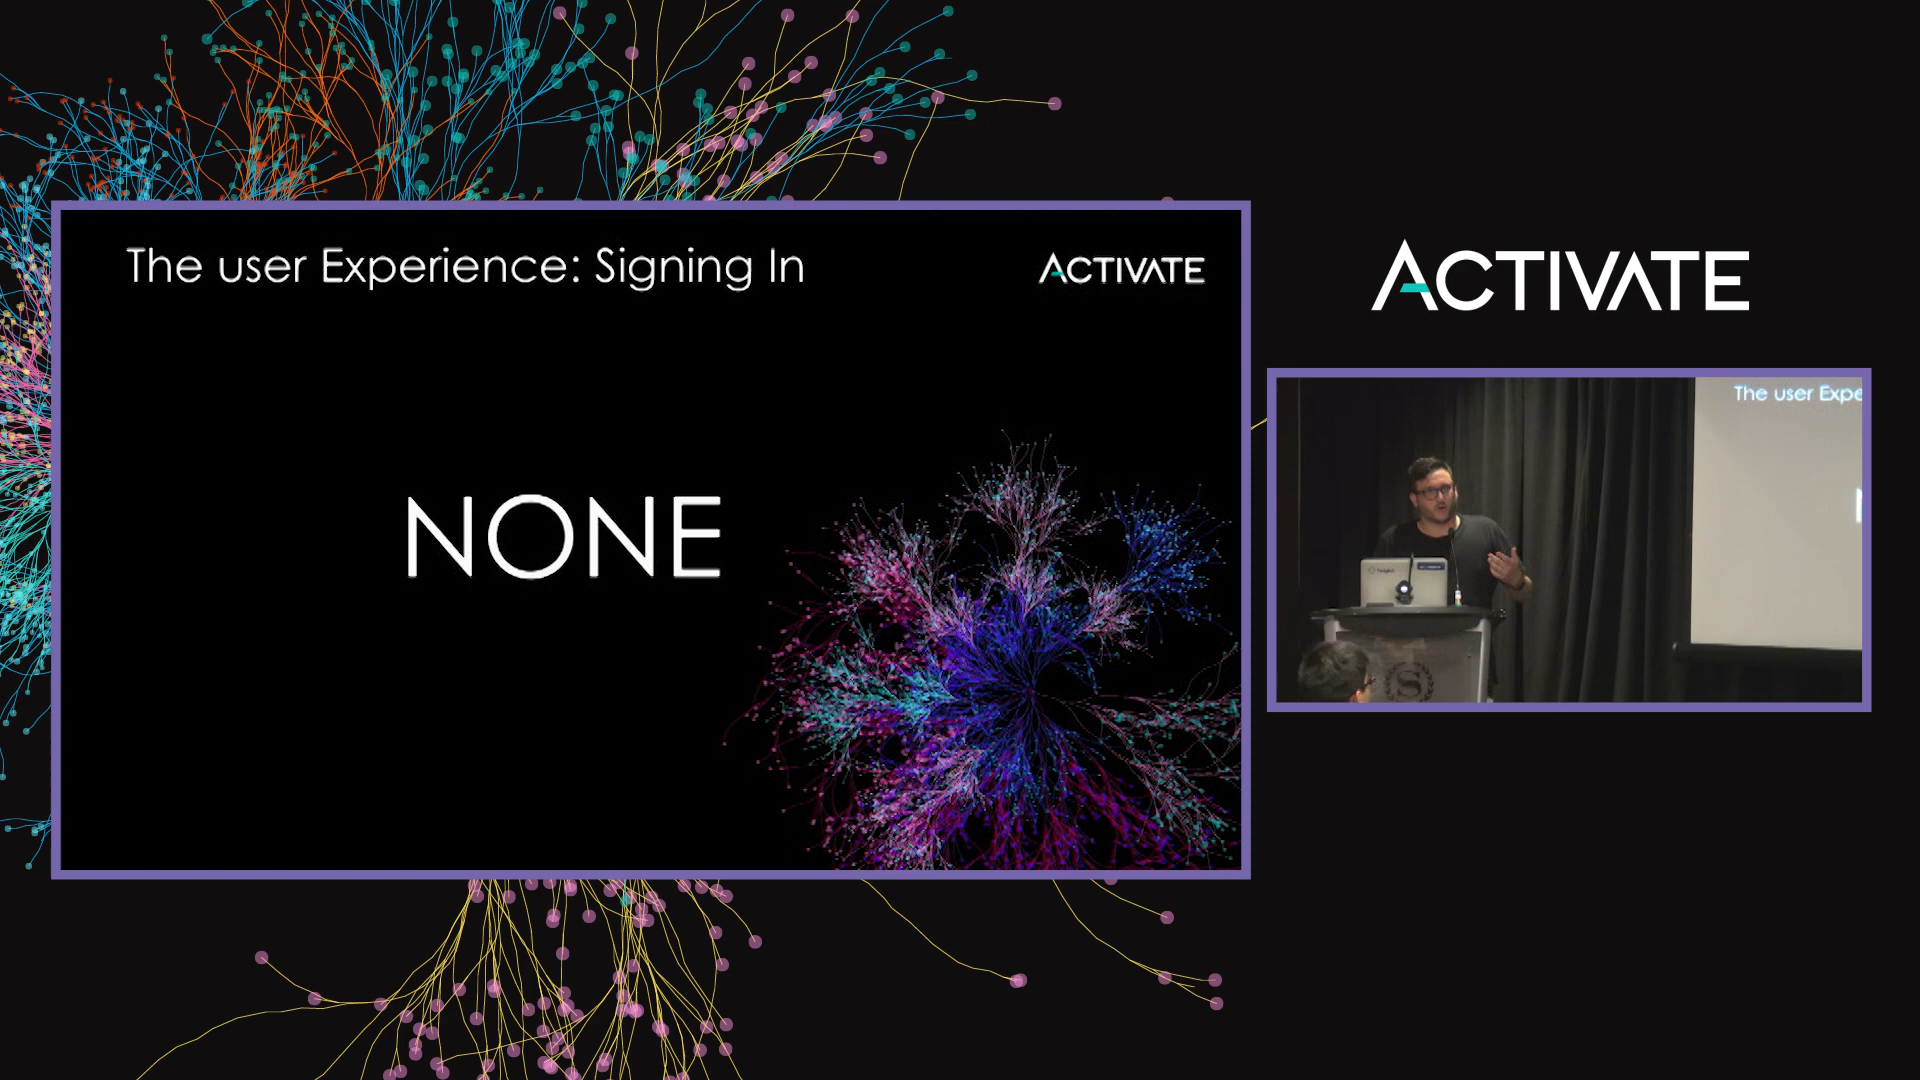 The user Experience: Signing In
ACTIVATE
NONE
ACTIVATE
The user Expe
S